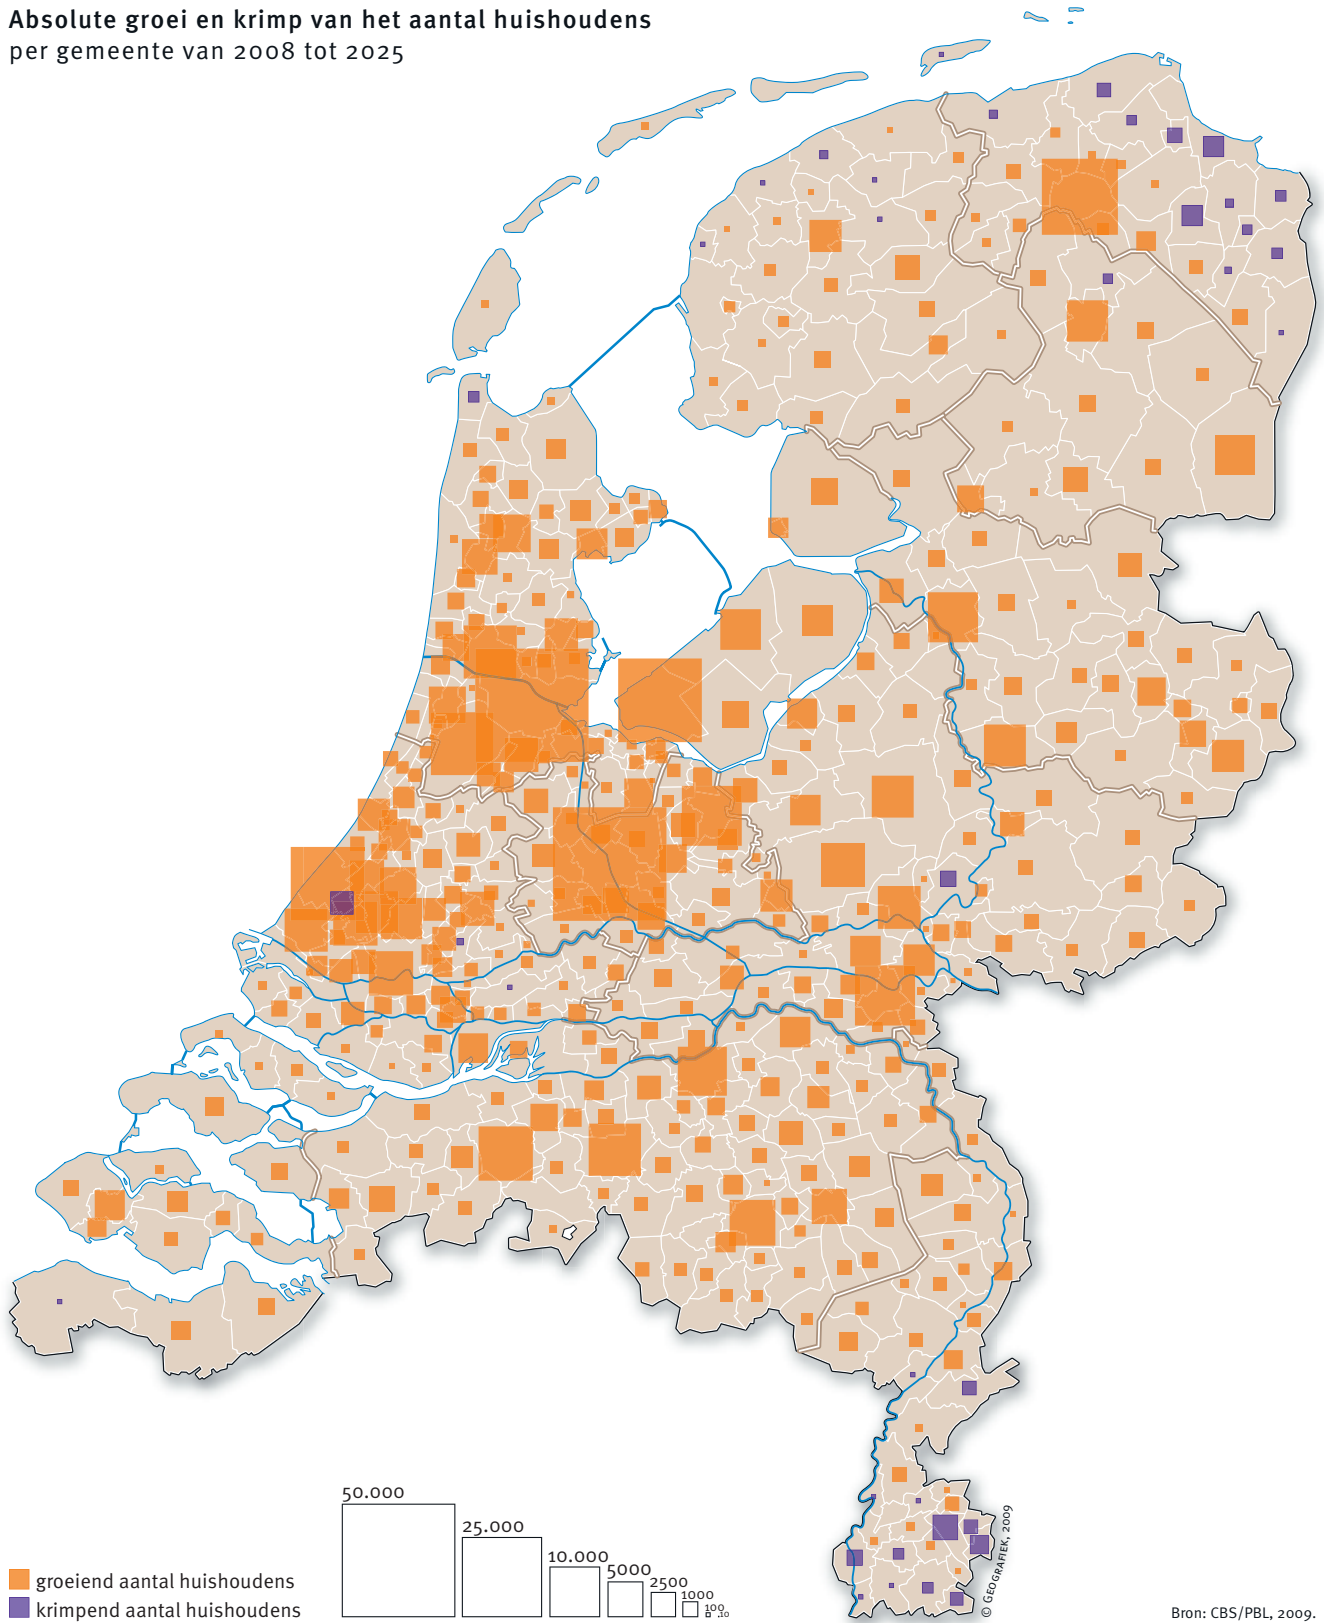 Absolute groei en krimp van het aantal huishoudens
per gemeente van 2008 tot 2025
50.000
25.000
10.000
5000
2500
1000
100
10
groeiend aantal huishoudens
krimpend aantal huishoudens
© Geografiek, 2009
Bron: CBS/PBL, 2009.